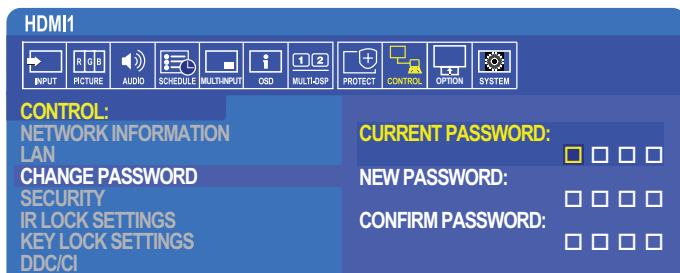 HDMI1
R G B
1 2
INPUT PICTURE AUDIO SCHEDULE MULTI-INPUT OSD MULTI-DSP PROTECT CONTROL OPTION SYSTEM
CONTROL:
NETWORK INFORMATION
LAN
CHANGE PASSWORD
SECURITY
IR LOCK SETTINGS
KEY LOCK SETTINGS
DDC/CI
CURRENT PASSWORD:
NEW PASSWORD:
CONFIRM PASSWORD: